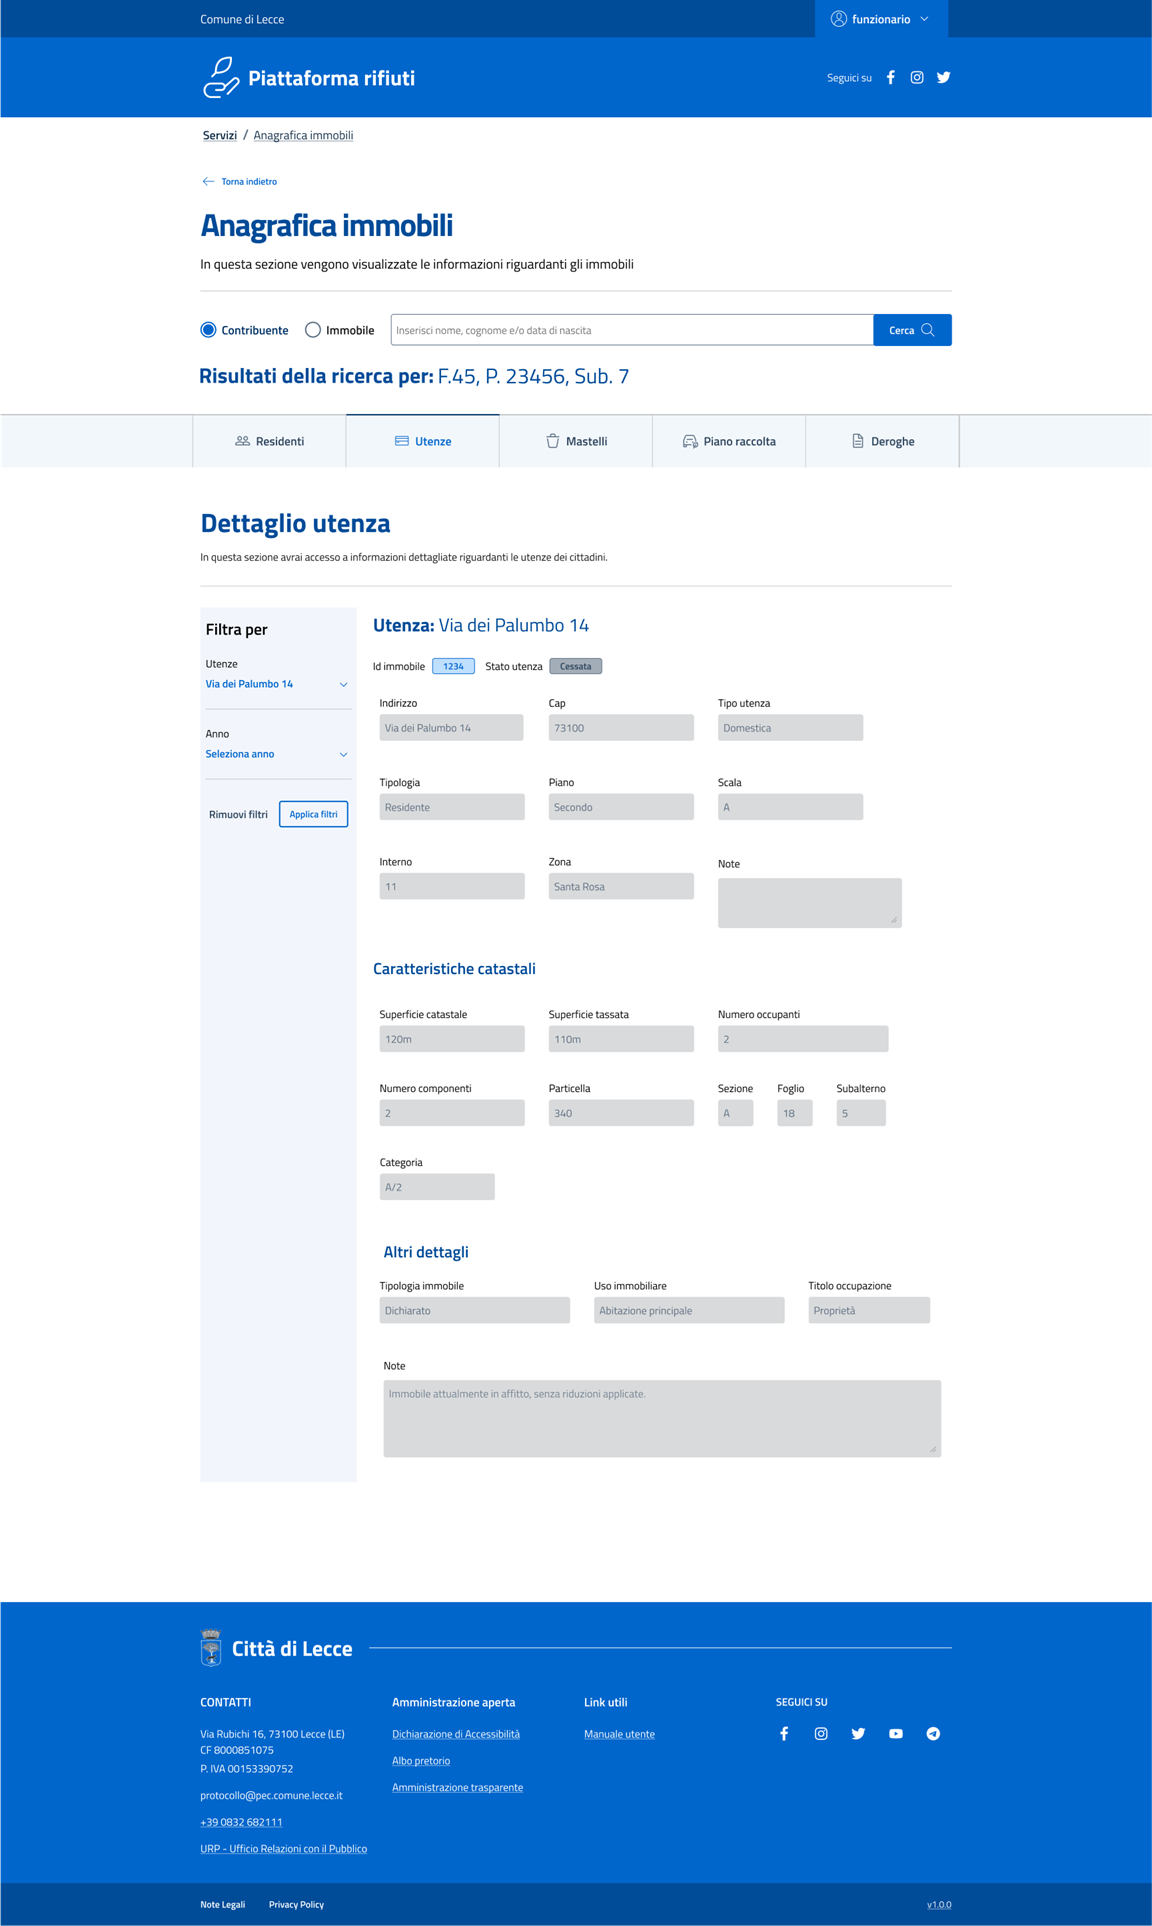 Comune di Lecce
funzionario
Piattaforma rifiuti
Seguici su
Servizi / Anagrafica immobili
Torna indietro
Anagrafica immobili
In questa sezione vengono visualizzate le informazioni riguardanti gli immobili
Contribuente
Immobile
Inserisci nome, cognome e/o data di nascita
Cerca
Risultati della ricerca per: F.45, P. 23456, Sub. 7
Residenti
Utenze
Mastelli
Piano raccolta
Deroghe
Dettaglio utenza
In questa sezione avrai accesso a informazioni dettagliate riguardanti le utenze dei cittadini.
Filtra per
Utenze
Via dei Palumbo 14
Anno
Seleziona anno
Rimuovi filtri
Applica filtri
Utenza: Via dei Palumbo 14
Id immobile 1234 Stato utenza Cessata
Indirizzo
Via dei Palumbo 14
Cap
73100
Tipo utenza
Domestica
Tipologia
Residente
Piano
Secondo
Scala
A
Interno
11
Zona
Santa Rosa
Note
Caratteristiche catastali
Superficie catastale
120m
Superficie tassata
110m
Numero occupanti
2
Numero componenti
2
Particella
340
Sezione
A
Foglio
18
Subalterno
5
Categoria
A/2
Altri dettagli
Tipologia immobile
Dichiarato
Uso immobiliare
Abitazione principale
Titolo occupazione
Proprietà
Note
Immobile attualmente in affitto, senza riduzioni applicate.
Città di Lecce
CONTATTI
Via Rubichi 16, 73100 Lecce (LE)
CF 8000851075
P. IVA 00153390752
protocollo@pec.comune.lecce.it
+39 0832 682111
URP - Ufficio Relazioni con il Pubblico
Amministrazione aperta
Dichiarazione di Accessibilità
Albo pretorio
Amministrazione trasparente
Link utili
Manuale utente
SEGUICI SU
Note Legali
Privacy Policy
v1.0.0